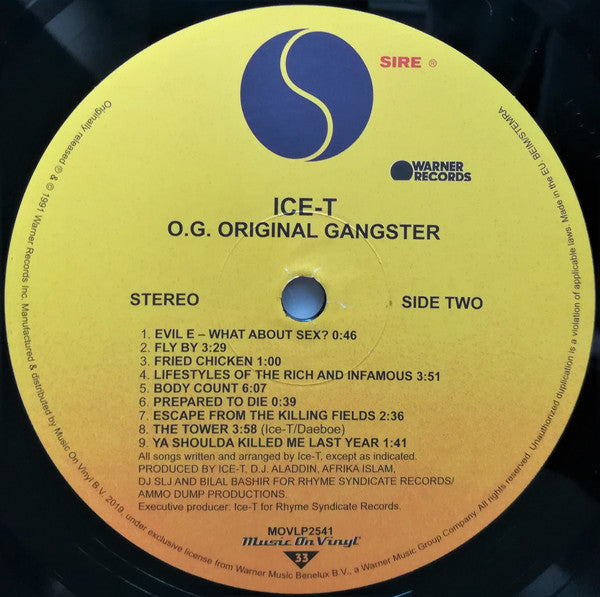 SIRE ®
WARNER
RECORDS
ICE-T
O.G. ORIGINAL GANGSTER
STEREO
SIDE TWO
1. EVIL E – WHAT ABOUT SEX? 0:46
2. FLY BY 3:29
3. FRIED CHICKEN 1:00
4. LIFESTYLES OF THE RICH AND INFAMOUS 3:51
5. BODY COUNT 6:07
6. PREPARED TO DIE 0:39
7. ESCAPE FROM THE KILLING FIELDS 2:36
8. THE TOWER 3:58 (Ice-T/Daeboe)
9. YA SHOULDA KILLED ME LAST YEAR 1:41
All songs written and arranged by Ice-T, except as indicated.
PRODUCED BY ICE-T, D.J. ALADDIN, AFRIKA ISLAM,
DJ SLJ AND BILAL BASHIR FOR RHYME SYNDICATE RECORDS/
AMMO DUMP PRODUCTIONS.
Executive producer: Ice-T for Rhyme Syndicate Records.
MOVLP2541
Music On Vinyl
33
Originally released ℗ & © 1991 Warner Records Inc. Manufactured & distributed by Music On Vinyl B.V. 2019, under exclusive license from Warner Music Benelux B.V., a Warner Music Group Company. All rights reserved. Unauthorized duplication is a violation of applicable laws. Made in the EU. BEIM/STEMRA